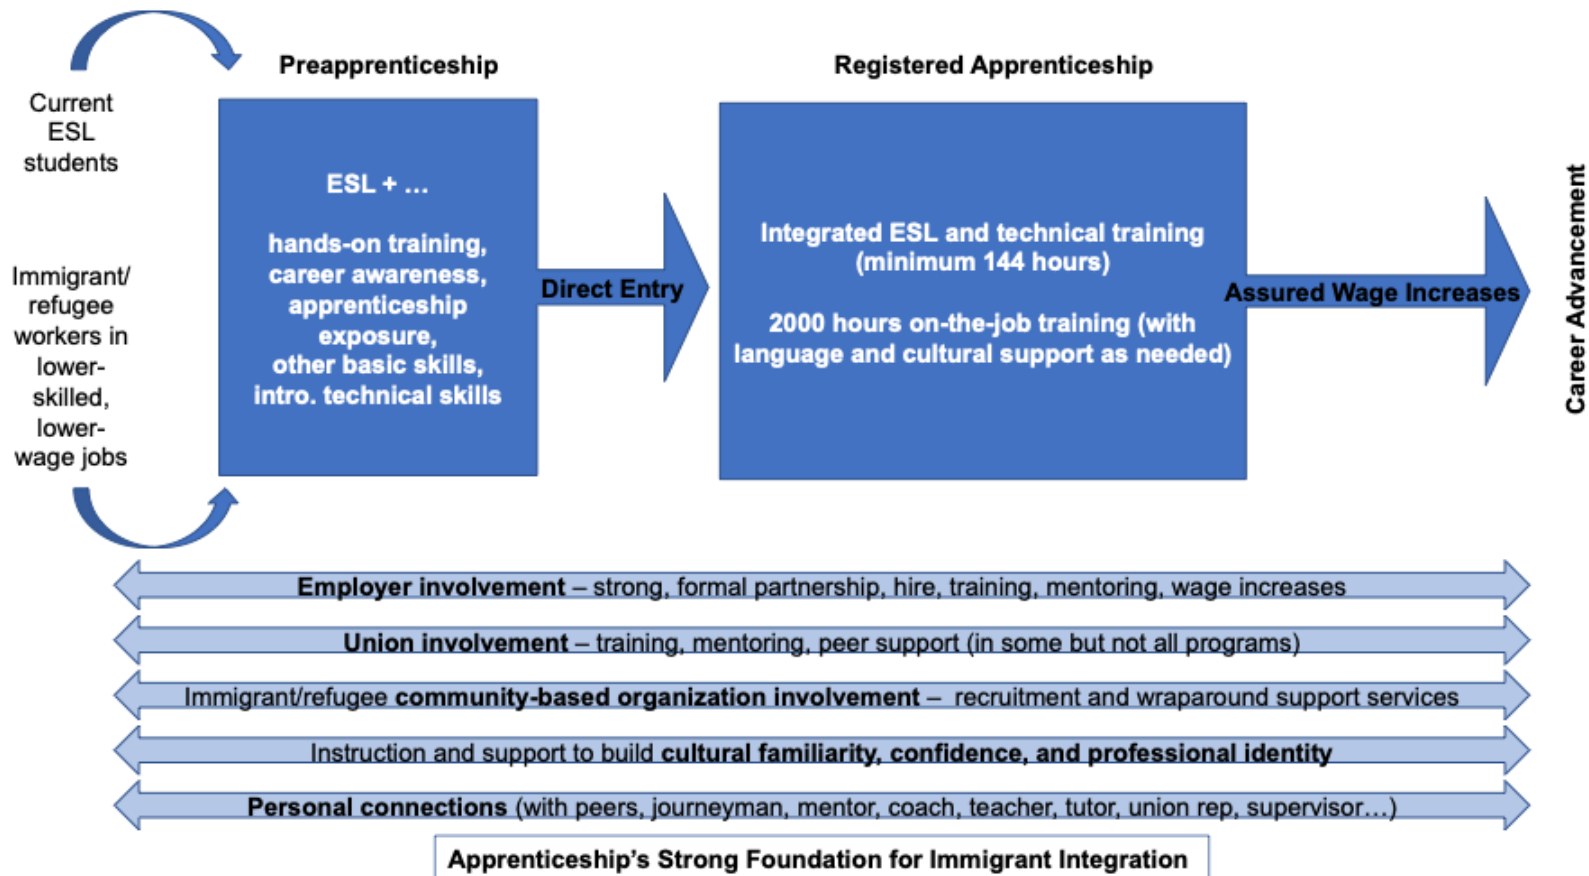 Preapprenticeship
Registered Apprenticeship
Current
ESL
students
Immigrant/
refugee
workers in
lower-
skilled,
lower-
wage jobs
ESL + …
hands-on training,
career awareness,
apprenticeship
exposure,
other basic skills,
intro. technical skills
Direct Entry
Integrated ESL and technical training
(minimum 144 hours)
2000 hours on-the-job training (with
language and cultural support as needed)
Assured Wage Increases
Career Advancement
Employer involvement – strong, formal partnership, hire, training, mentoring, wage increases
Union involvement – training, mentoring, peer support (in some but not all programs)
Immigrant/refugee community-based organization involvement – recruitment and wraparound support services
Instruction and support to build cultural familiarity, confidence, and professional identity
Personal connections (with peers, journeyman, mentor, coach, teacher, tutor, union rep, supervisor…)
Apprenticeship's Strong Foundation for Immigrant Integration